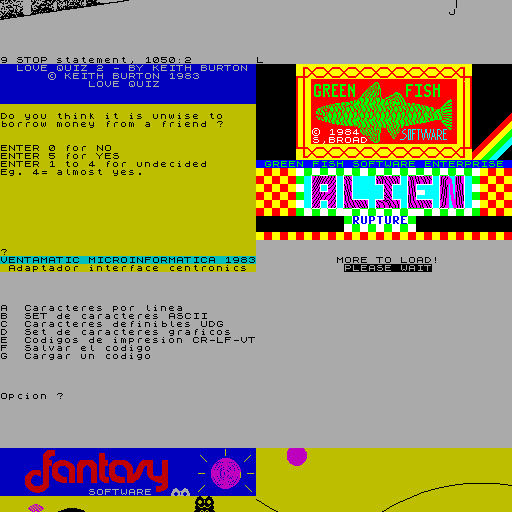 9 STOP statement, 1050:2
L
LOVE QUIZ 2 - BY KEITH BURTON
© KEITH BURTON 1983
LOVE QUIZ
Do you think it is unwise to
borrow money from a friend ?
ENTER 0 for NO
ENTER 5 for YES
ENTER 1 to 4 for undecided
Eg. 4= almost yes.
?
GREEN FISH
© 1984
S.BROAD
SOFTWARE
GREEN FISH SOFTWARE ENTERPRISE
ALIEN
RUPTURE
MORE TO LOAD!
PLEASE WAIT
VENTAMATIC MICROINFORMATICA 1983
Adaptador interface centronics
A Caracteres por linea
B SET de caracteres ASCII
C Caracteres definibles UDG
D Set de caracteres graficos
E Codigos de impresion CR-LF-VT
F Salvar el codigo
G Cargar un codigo
Opcion ?
fantasy
SOFTWARE